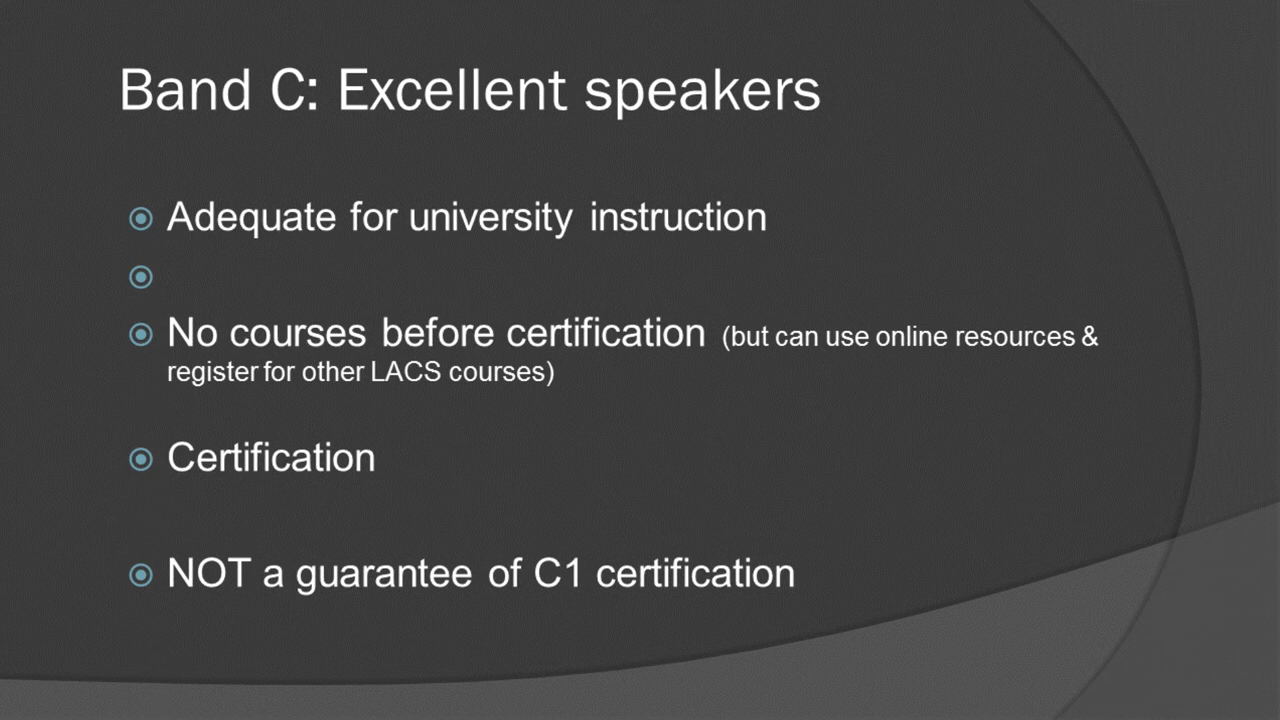 Band C: Excellent speakers
Adequate for university instruction
No courses before certification (but can use online resources &
register for other LACS courses)
Certification
NOT a guarantee of C1 certification